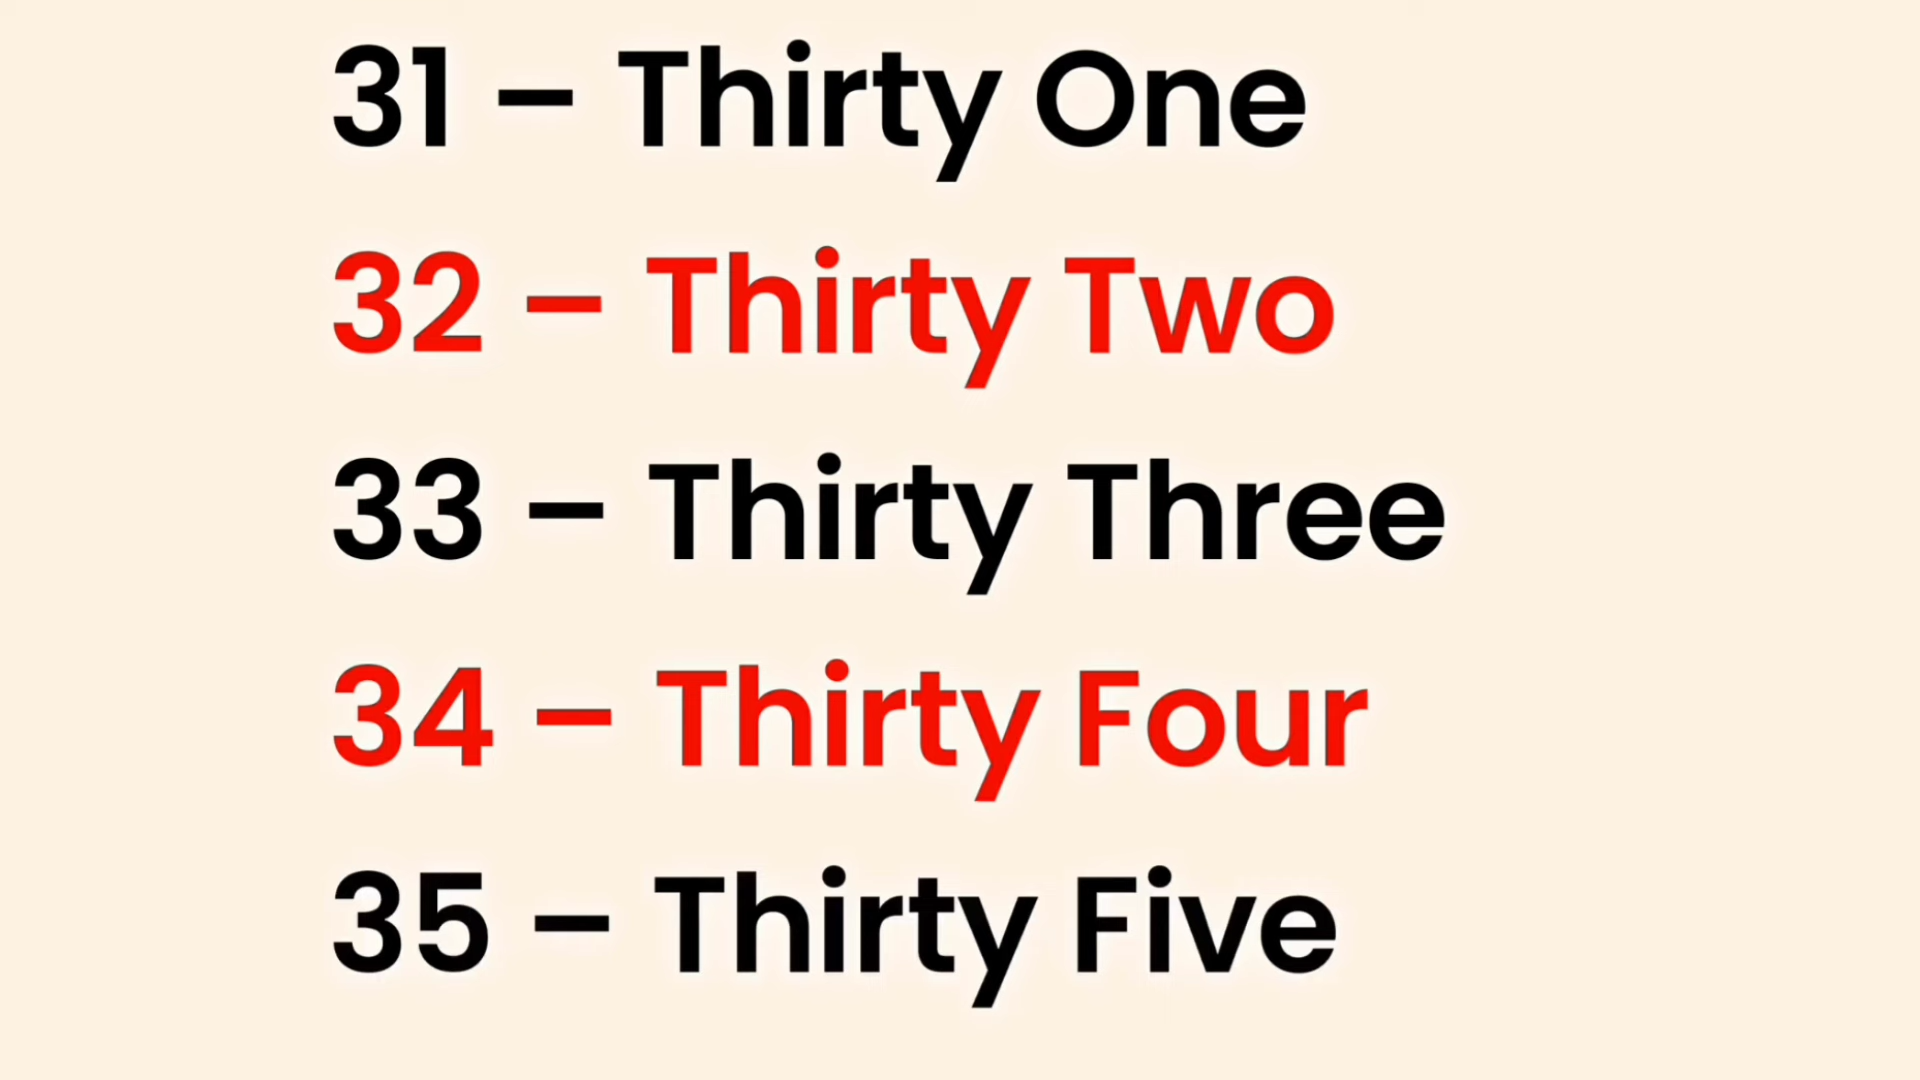 31 – Thirty One
32 – Thirty Two
33 – Thirty Three
34 – Thirty Four
35 – Thirty Five